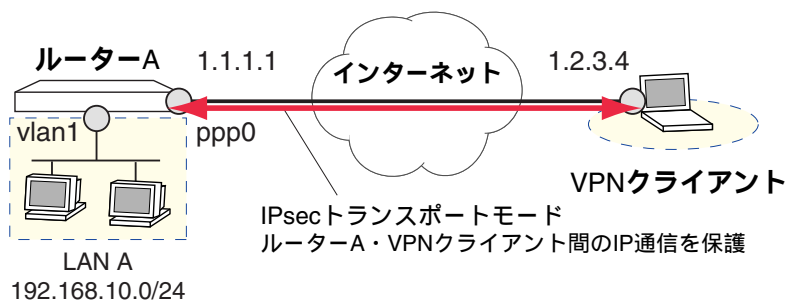 ルーターA
1.1.1.1
インターネット
1.2.3.4
vlan1
ppp0
VPNクライアント
IPsecトランスポートモード
ルーターA・VPNクライアント間のIP通信を保護
LAN A
192.168.10.0/24